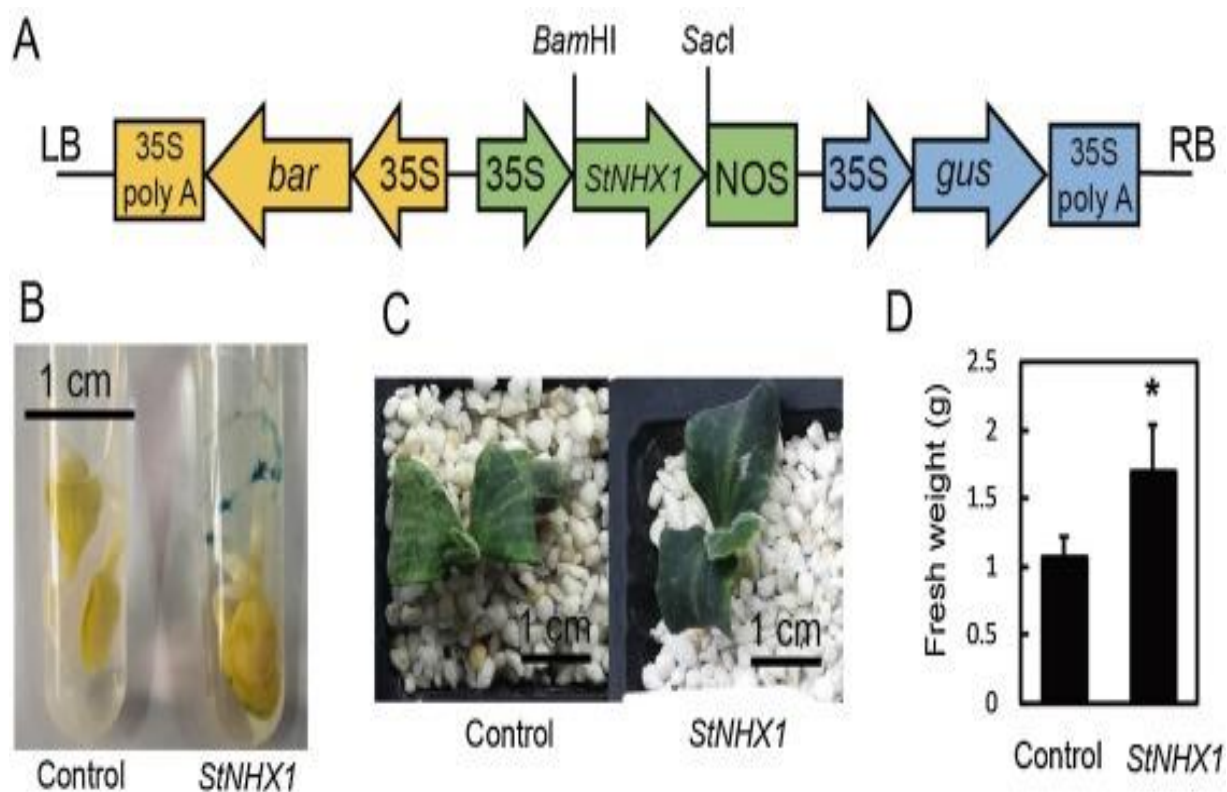 A
BamHI SacI
LB 35S poly A bar 35S 35S StNHX1 NOS 35S gus 35S poly A RB
B
1 cm
Control StNHX1
C
1 cm 1 cm
Control StNHX1
D
Fresh weight (g)
2.5
2
1.5
1
0.5
0
*
Control StNHX1